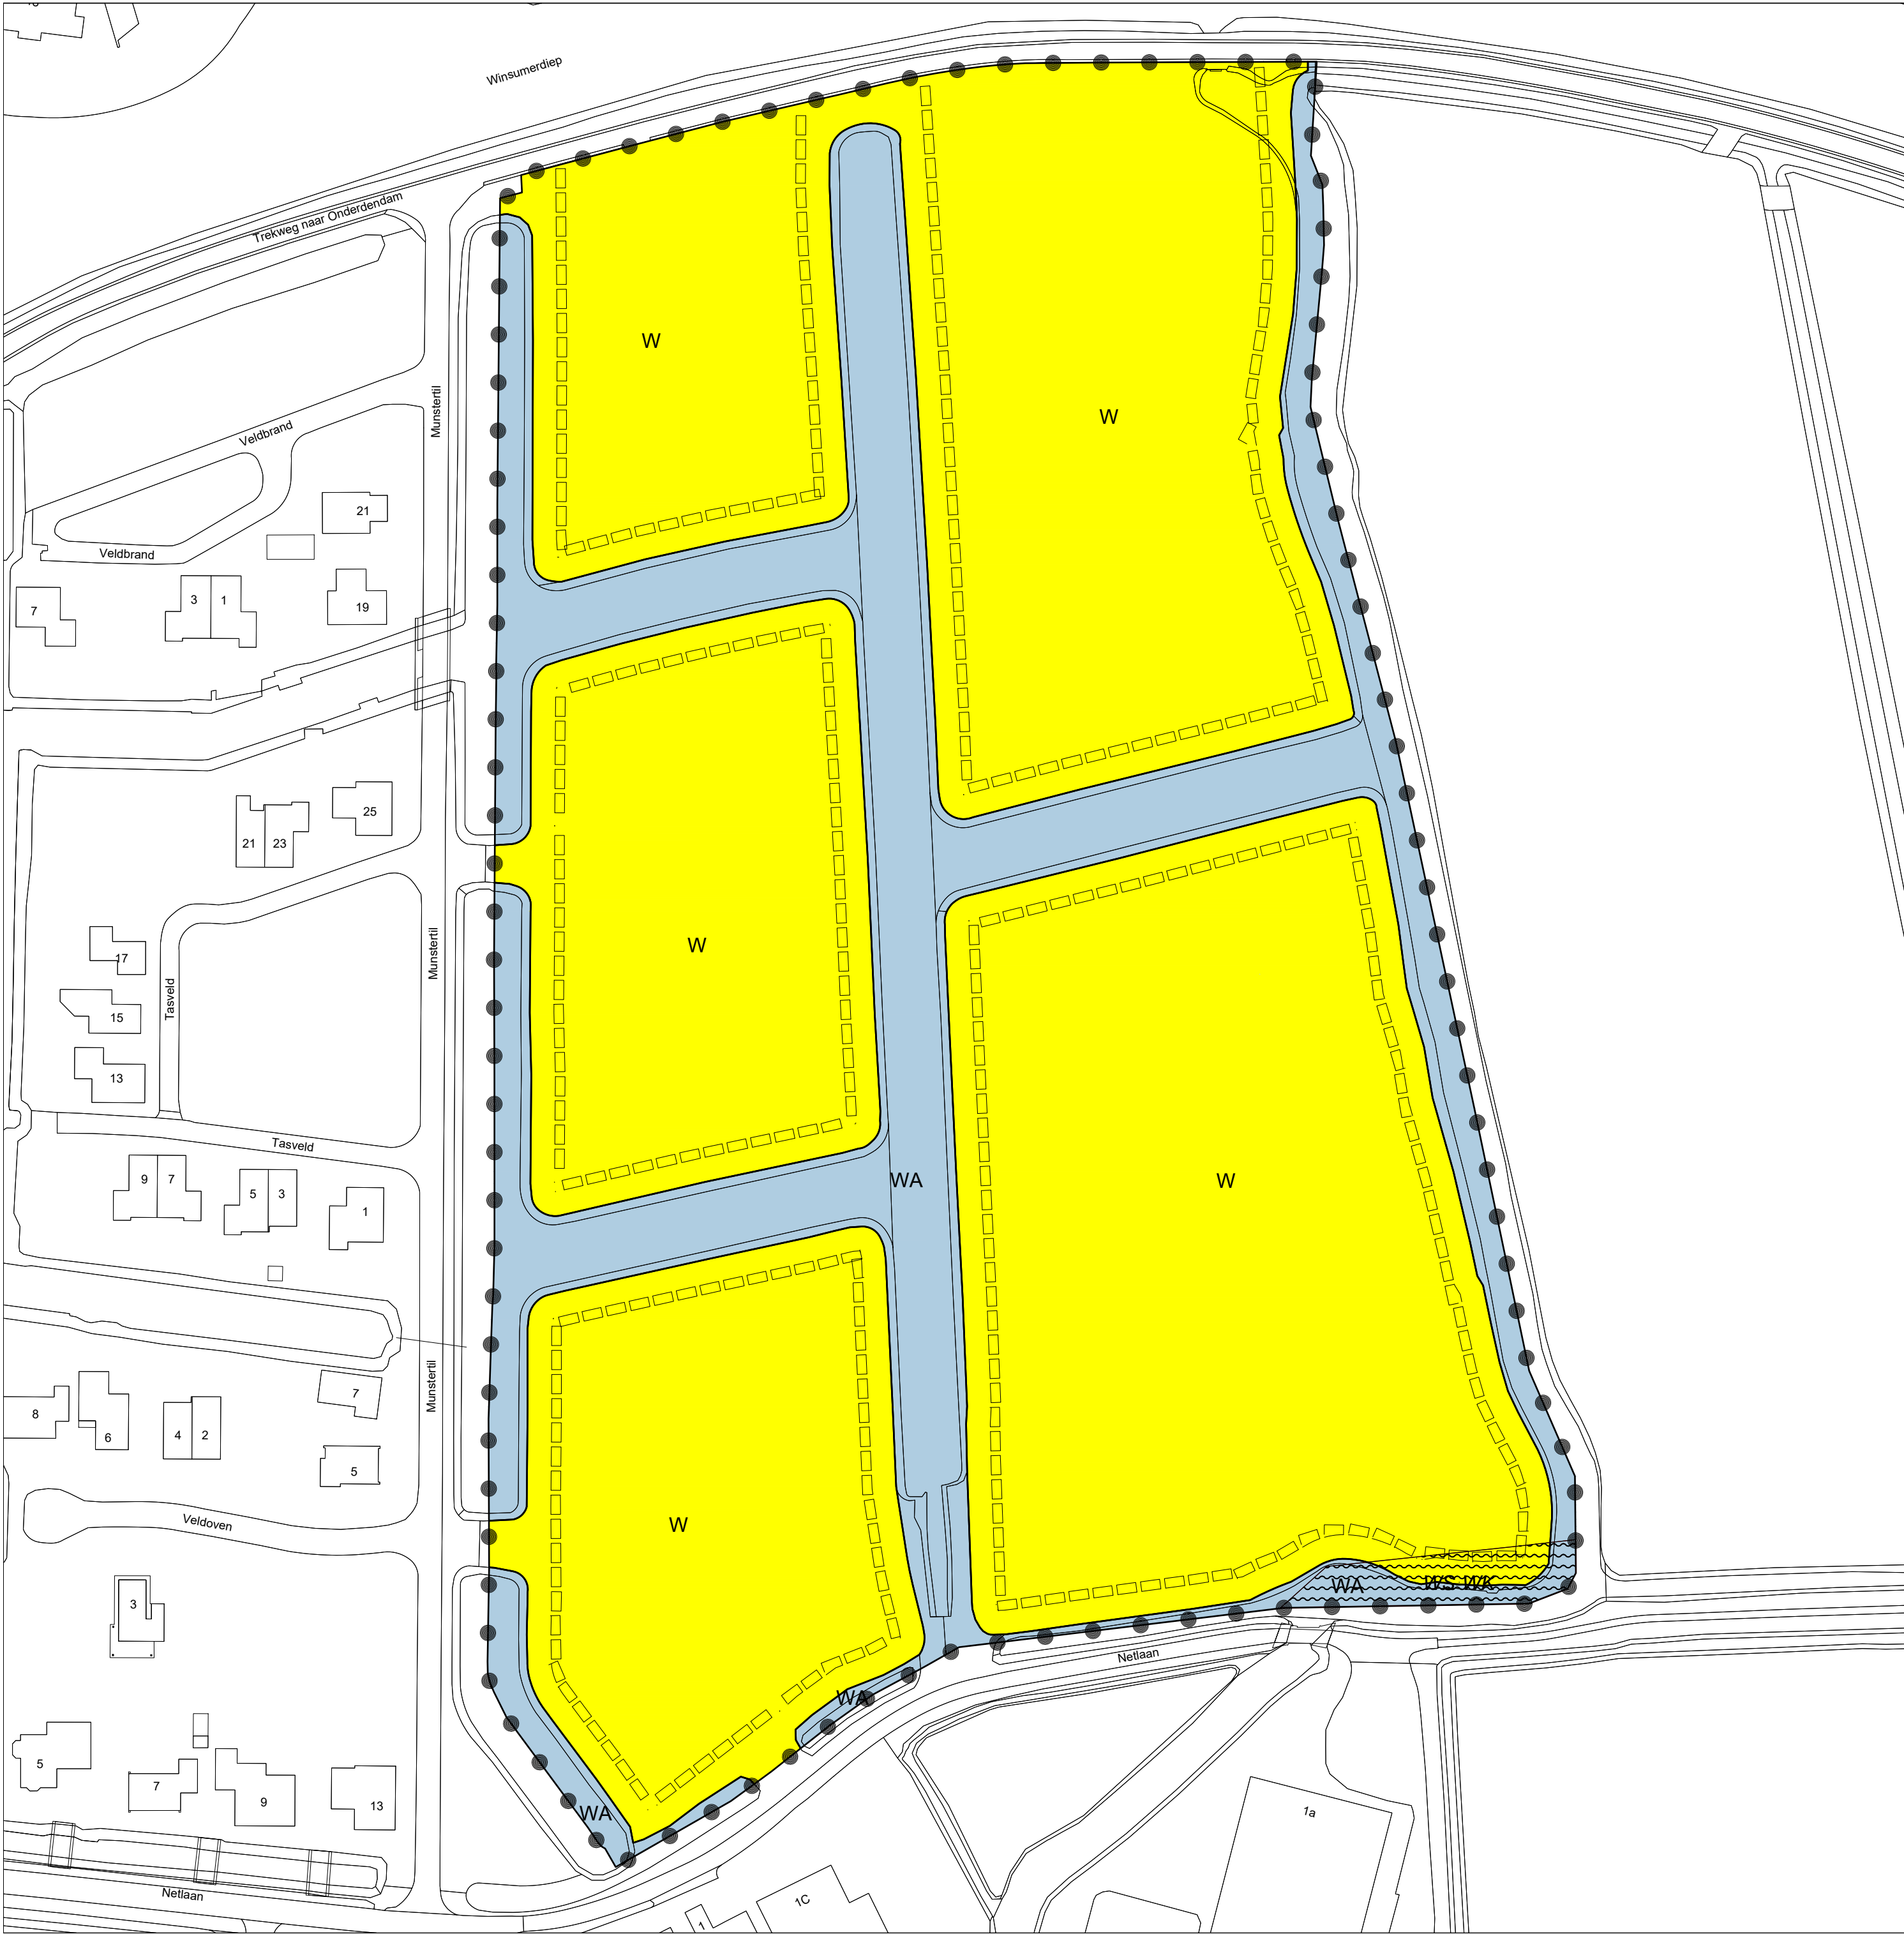 Winsumerdiep
Trekweg naar Onderdendam
W
W
Munstertil
Veldbrand
21
Veldbrand
3
1
19
7
25
21
23
W
Munstertil
17
Tasveld
15
13
Tasveld
9
7
5
3
1
WA
W
Munstertil
7
8
6
4
2
5
Veldoven
W
3
WA
WS-WK
Netlaan
WA
5
7
9
13
WA
1a
Netlaan
1C
1